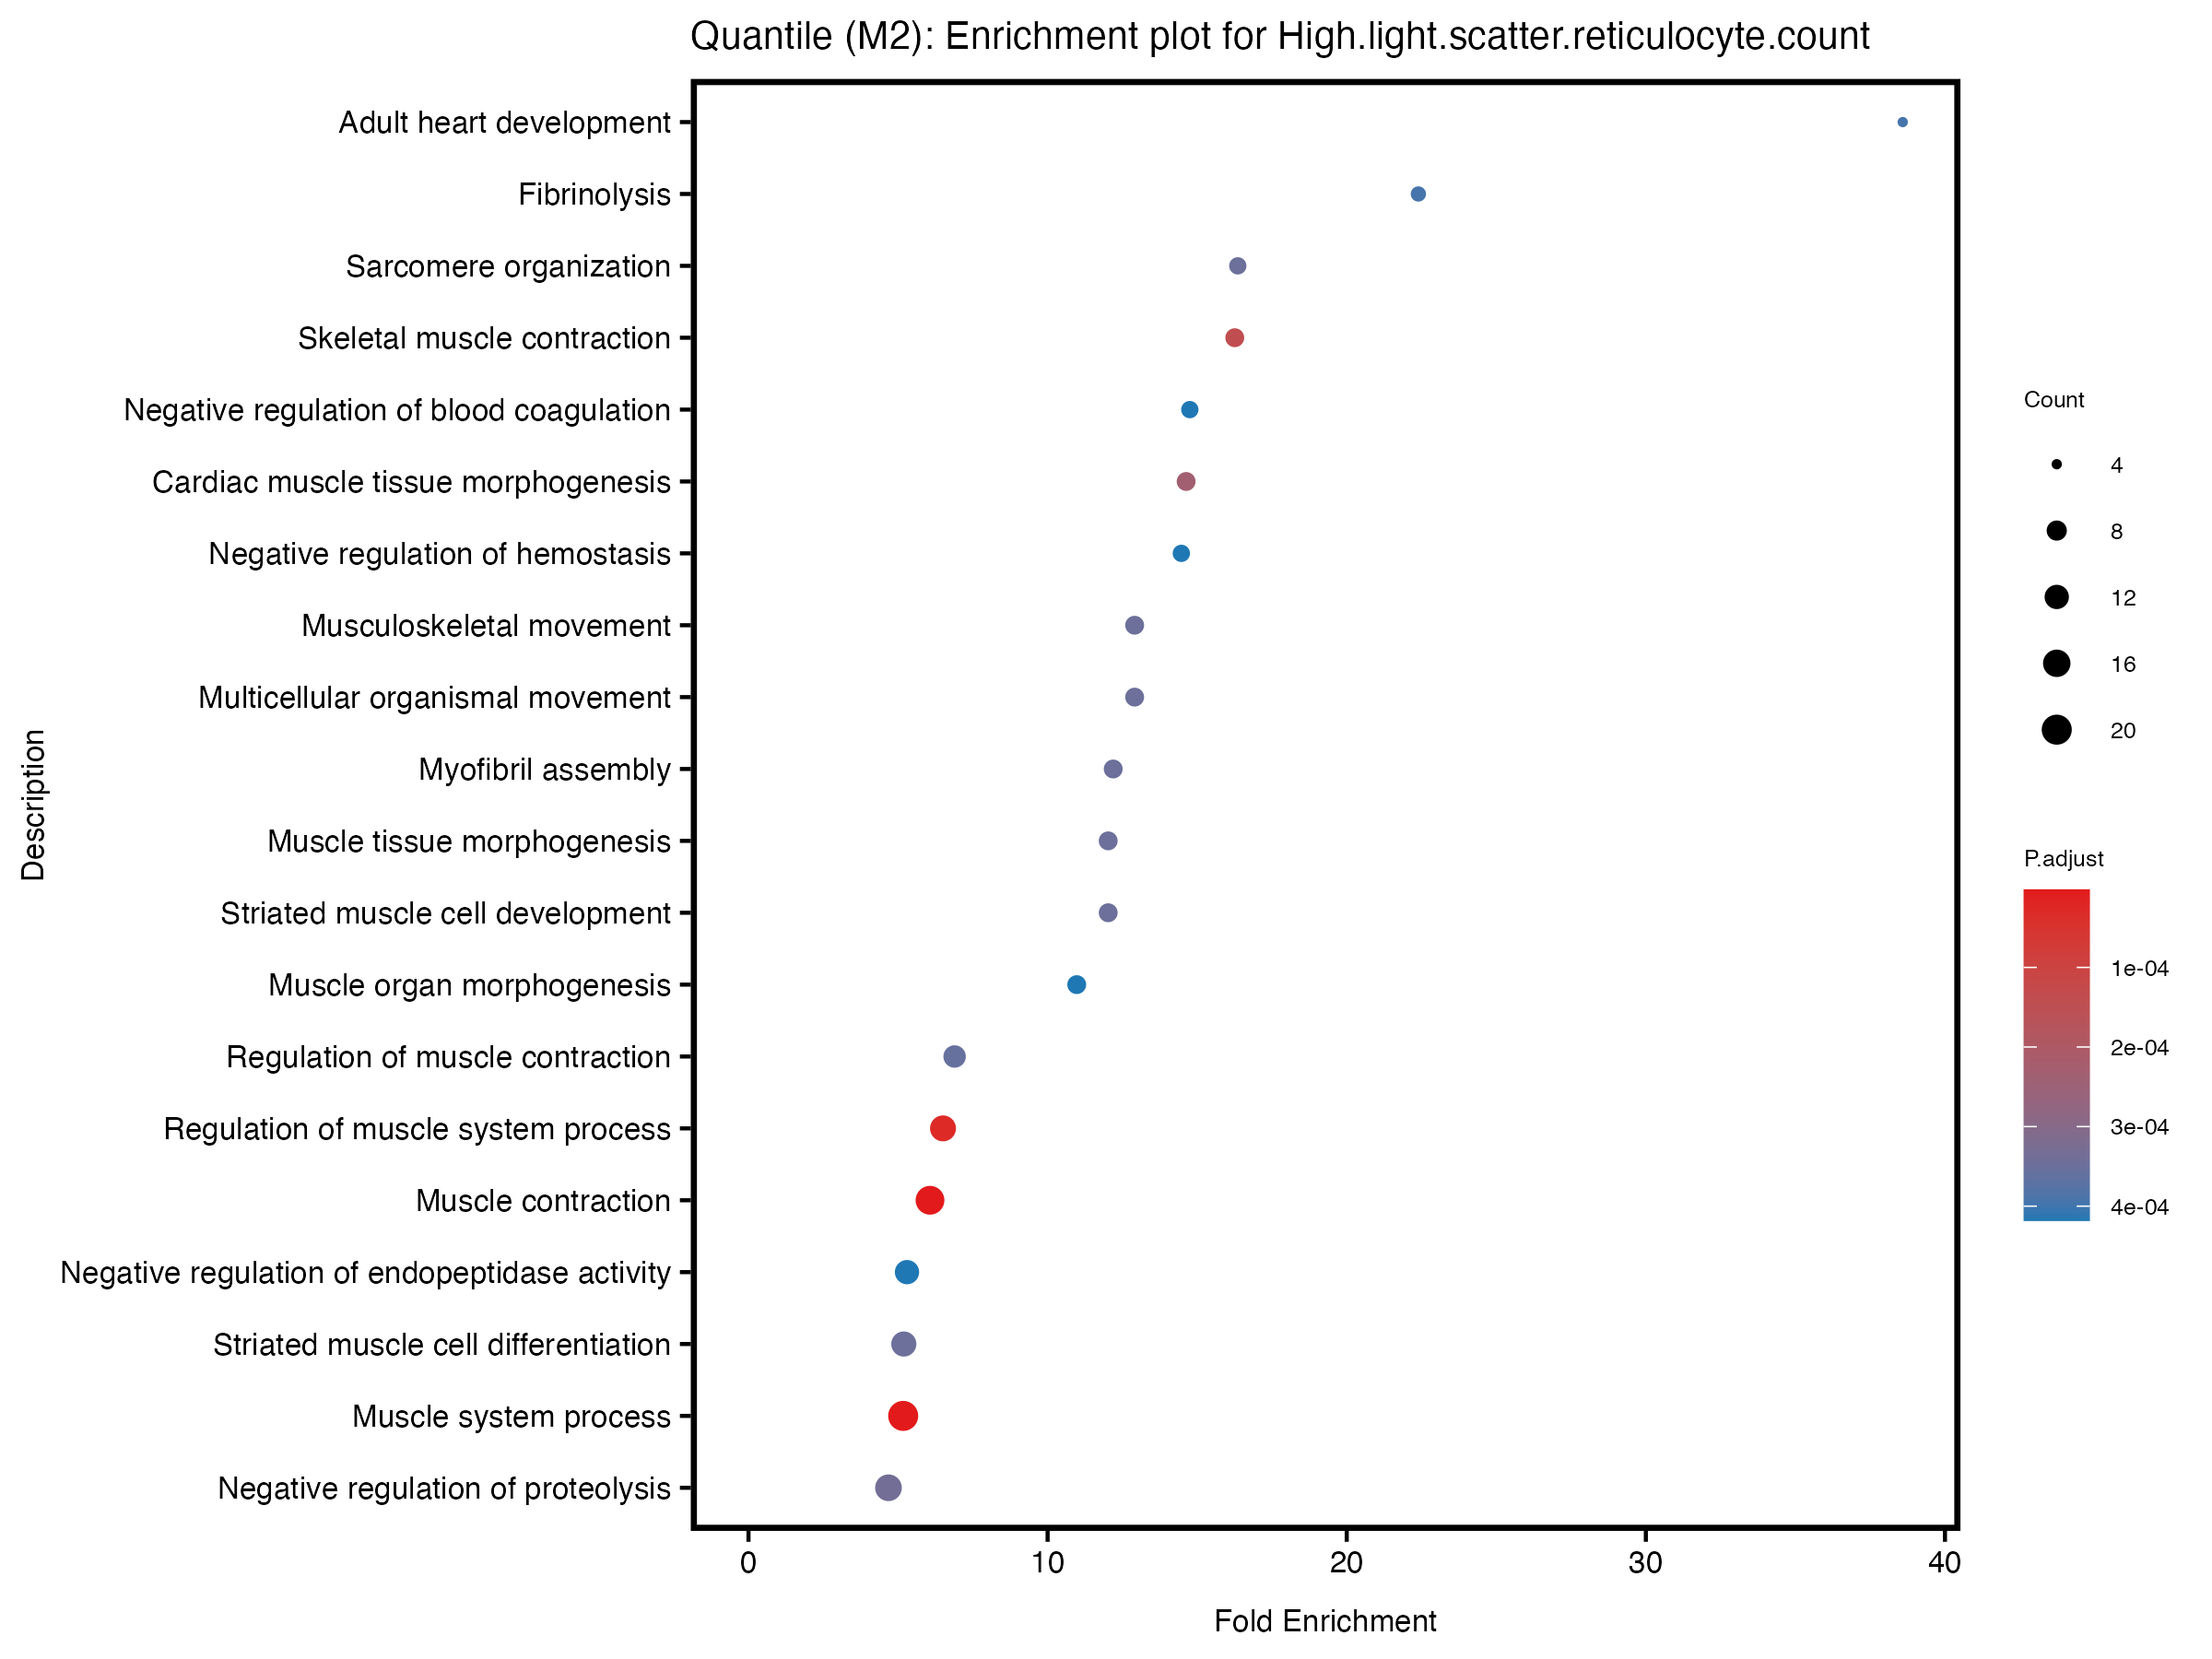 Quantile (M2): Enrichment plot for High.light.scatter.reticulocyte.count
Description
Adult heart development
Fibrinolysis
Sarcomere organization
Skeletal muscle contraction
Negative regulation of blood coagulation
Cardiac muscle tissue morphogenesis
Negative regulation of hemostasis
Musculoskeletal movement
Multicellular organismal movement
Myofibril assembly
Muscle tissue morphogenesis
Striated muscle cell development
Muscle organ morphogenesis
Regulation of muscle contraction
Regulation of muscle system process
Muscle contraction
Negative regulation of endopeptidase activity
Striated muscle cell differentiation
Muscle system process
Negative regulation of proteolysis
0 10 20 30 40
Fold Enrichment
Count
4
8
12
16
20
P.adjust
1e-04
2e-04
3e-04
4e-04